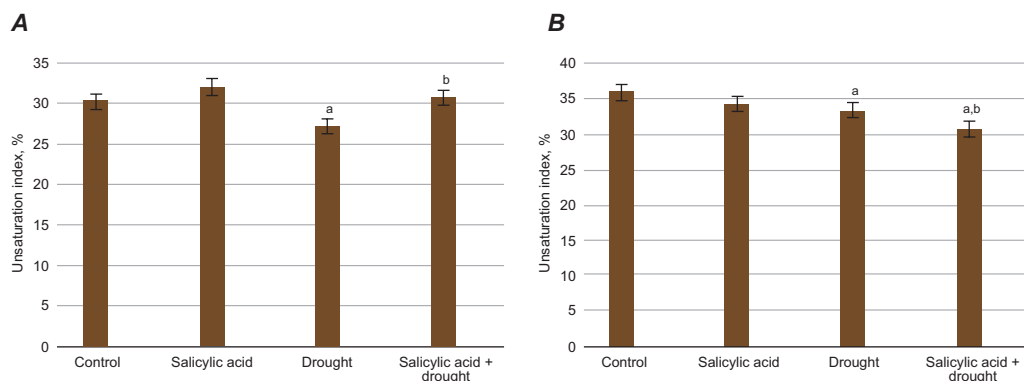 A
B
Unsaturation index, %
35
30
25
20
15
10
5
0
a
b
Control
Salicylic acid
Drought
Salicylic acid +
drought
Unsaturation index, %
40
35
30
25
20
15
10
5
0
a
a,b
Control
Salicylic acid
Drought
Salicylic acid +
drought